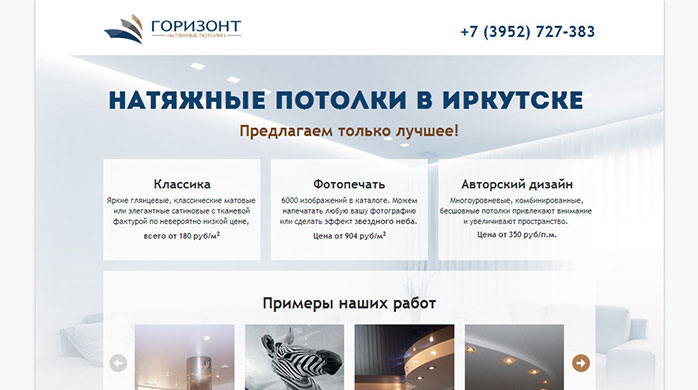 ГОРИЗОНТ
НАТЯЖНЫЕ ПОТОЛКИ
+7 (3952) 727-383
НАТЯЖНЫЕ ПОТОЛКИ В ИРКУТСКЕ
Предлагаем только лучшее!
Классика
Яркие глянцевые, классические матовые
или элегантные сатиновые с тканевой
фактурой по невероятно низкой цене,
всего от 180 руб/м²
Фотопечать
6000 изображений в каталоге. Можем
напечатать любую вашу фотографию
или сделать эффект звездного неба.
Цена от 904 руб/м²
Авторский дизайн
Многоуровневые, комбинированные,
бесшовные потолки привлекают внимание
и увеличивают пространство.
Цена от 350 руб/п.м.
Примеры наших работ